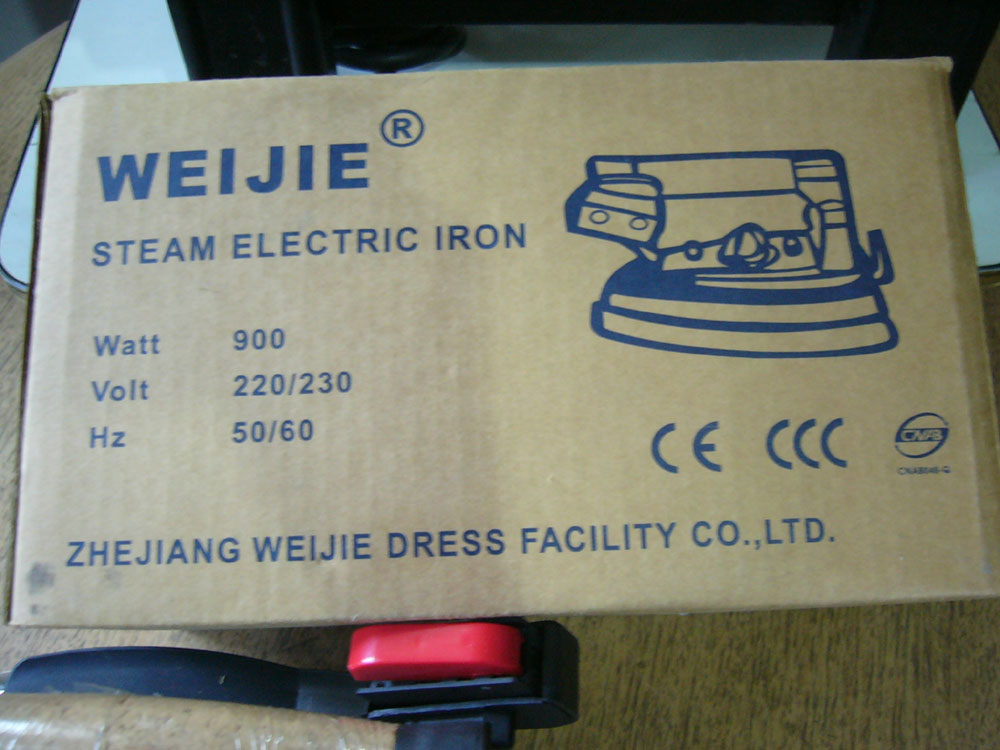 WEIJIE®
STEAM ELECTRIC IRON
Watt 900
Volt 220/230
Hz 50/60
CE CCC
ZHEJIANG WEIJIE DRESS FACILITY CO.,LTD.